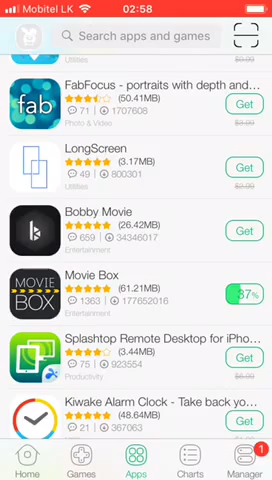 Mobitel LK
02:58
Search apps and games
Utilities
$0.99
fab
FabFocus - portraits with depth and...
(50.41MB)
71 | 1707608
Photo & Video
Get
$3.99
LongScreen
(3.17MB)
49 | 800301
Utilities
Get
$2.99
Bobby Movie
(26.42MB)
659 | 34346017
Entertainment
Get
MOVIE
BOX
Movie Box
(61.21MB)
1363 | 177652016
Entertainment
37%
Splashtop Remote Desktop for iPho...
(3.44MB)
75 | 923554
Productivity
Get
Kiwake Alarm Clock - Take back yo...
(48.64MB)
21 | 367063
Get
1
Home
Games
Apps
Charts
Manager